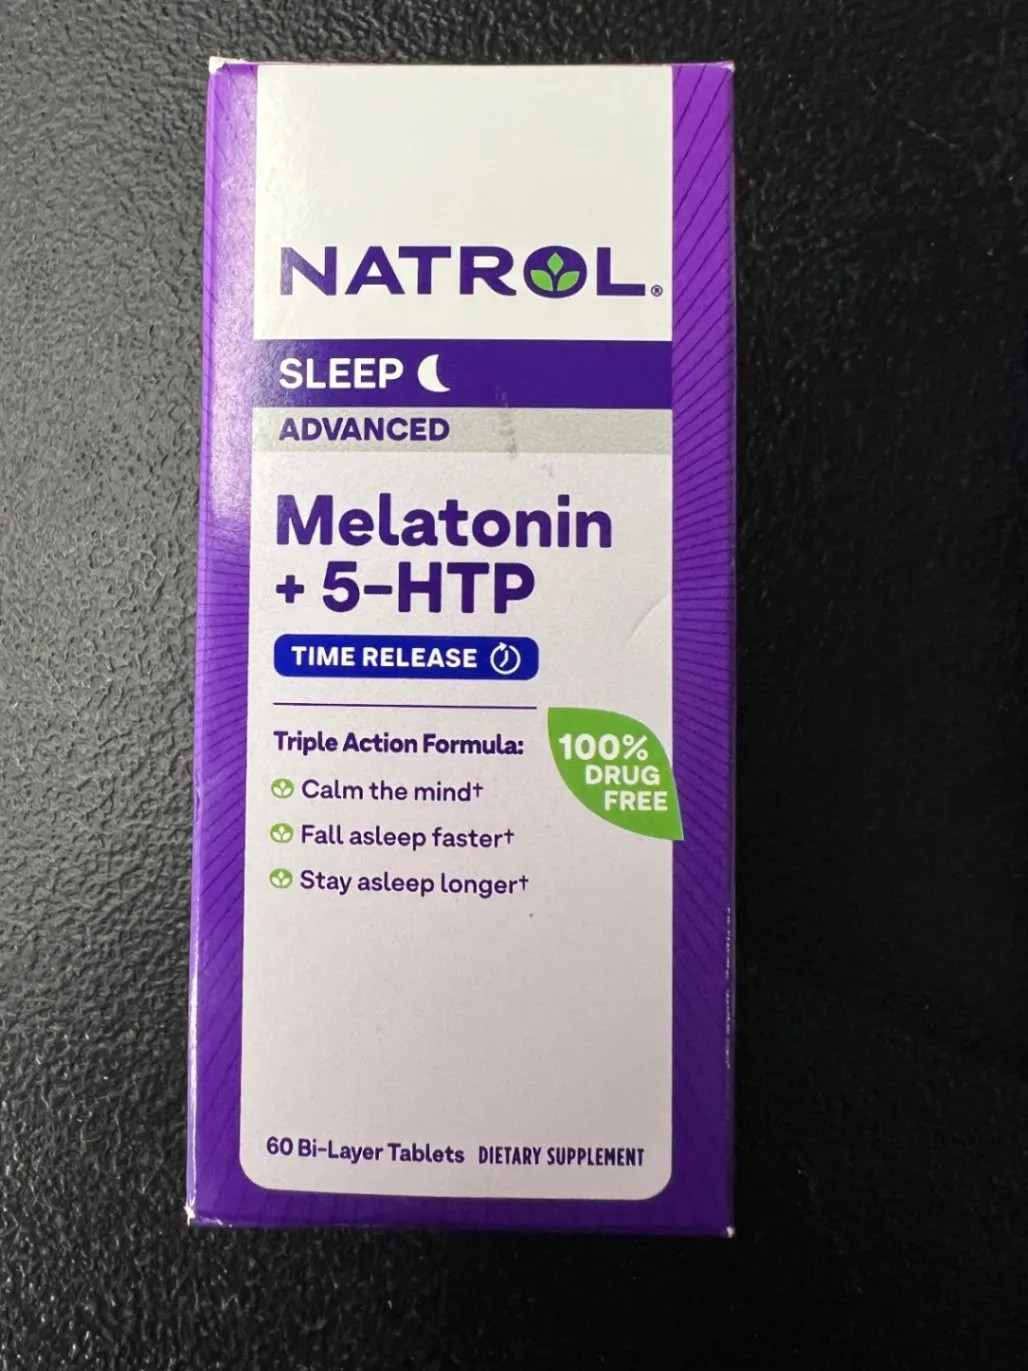 NATROL®
SLEEP
ADVANCED
Melatonin
+ 5-HTP
TIME RELEASE
Triple Action Formula:
Calm the mind†
Fall asleep faster†
Stay asleep longer†
100%
DRUG
FREE
60 Bi-Layer Tablets DIETARY SUPPLEMENT